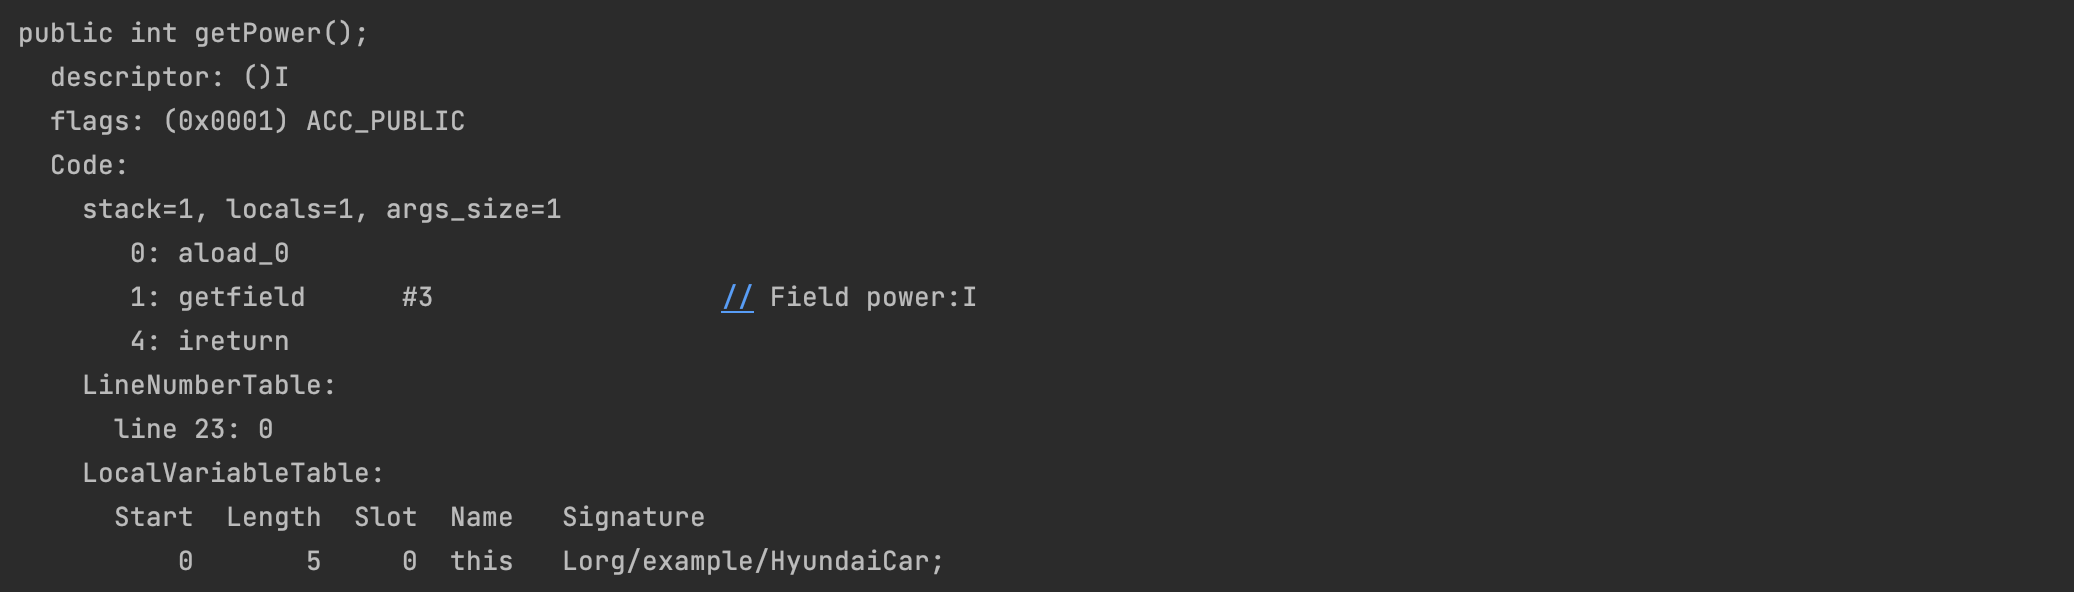 public int getPower();
descriptor: ()I
flags: (0x0001) ACC_PUBLIC
Code:
stack=1, locals=1, args_size=1
0: aload_0
1: getfield #3 // Field power:I
4: ireturn
LineNumberTable:
line 23: 0
LocalVariableTable:
Start Length Slot Name Signature
0 5 0 this Lorg/example/HyundaiCar;